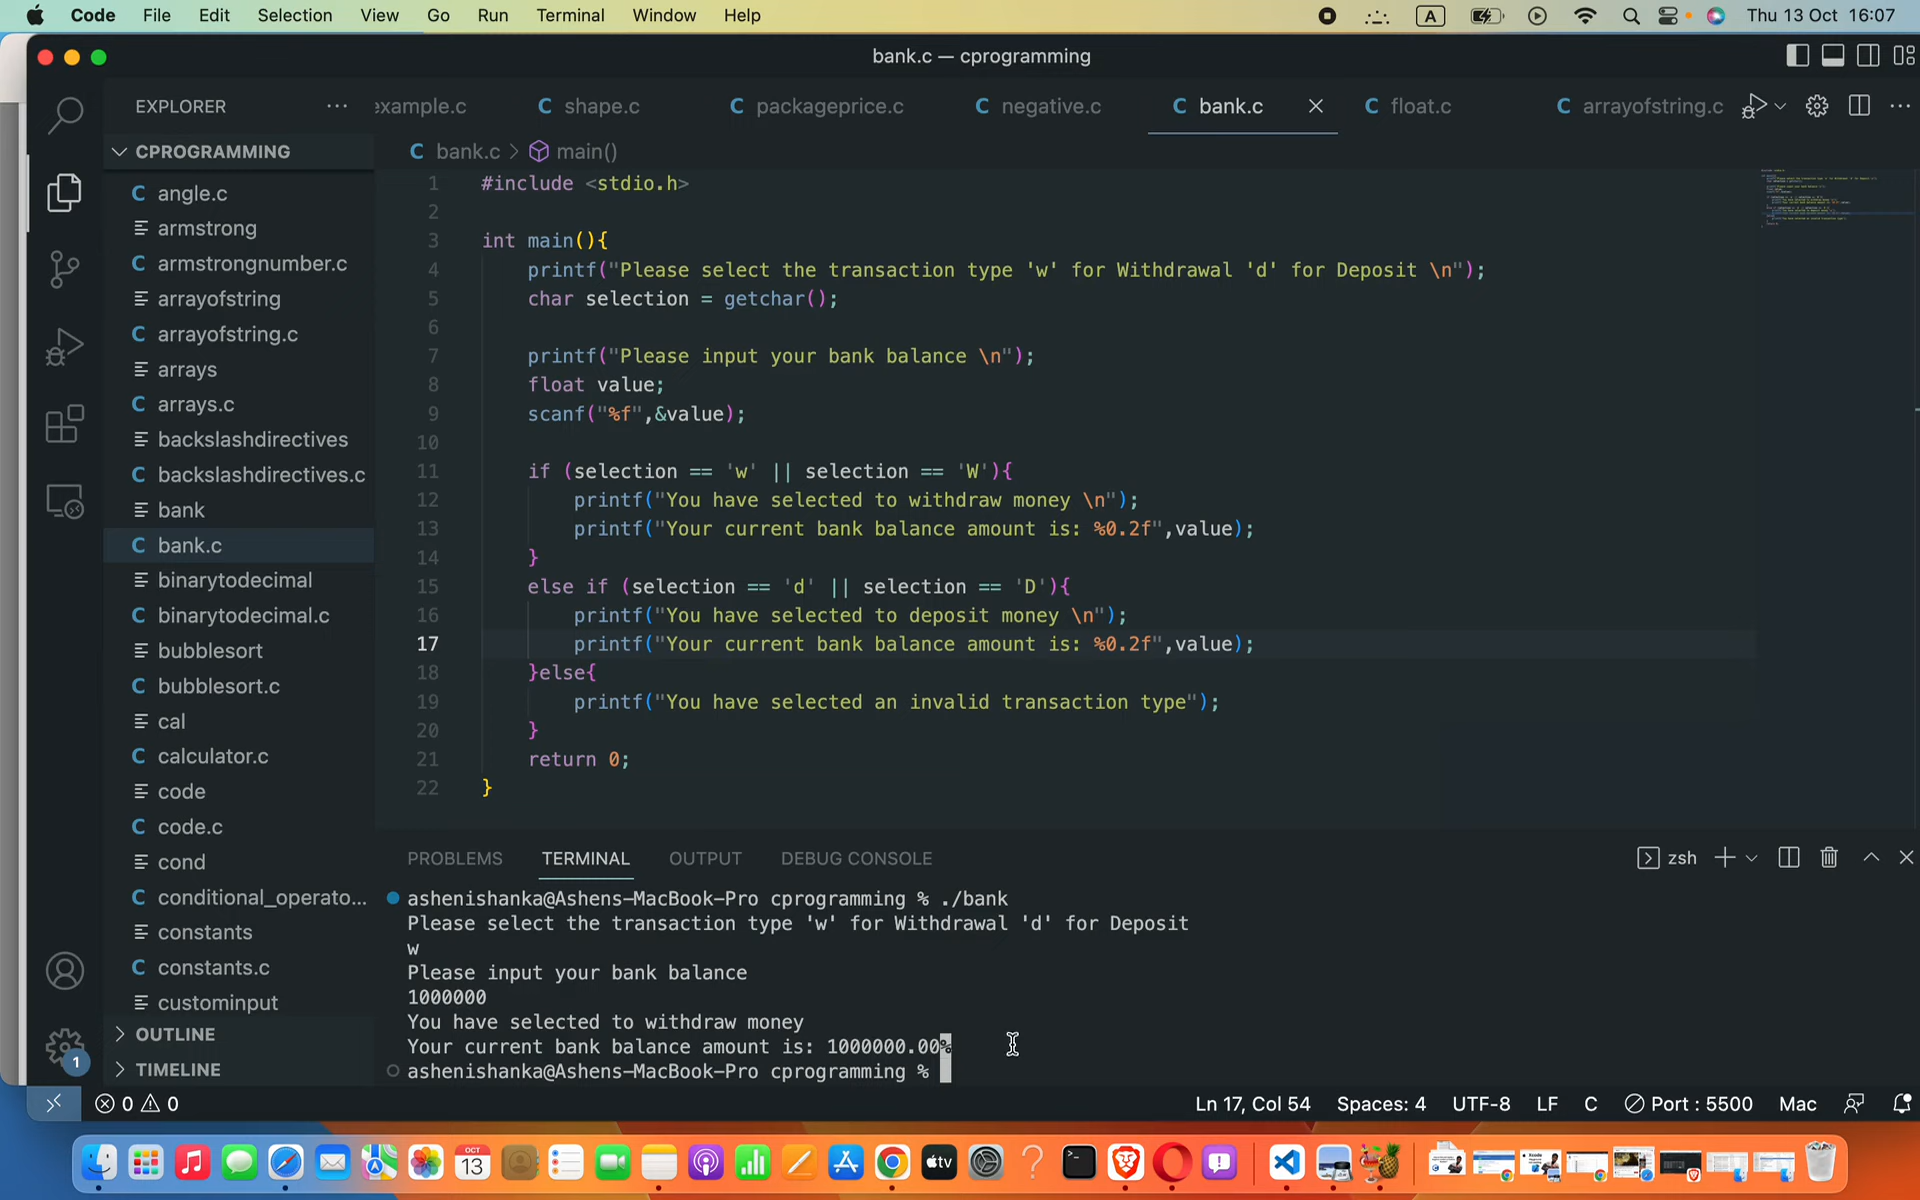 Code File Edit Selection View Go Run Terminal Window Help A Thu 13 Oct 16:07
bank.c — cprogramming
EXPLORER ··· example.c C shape.c C packageprice.c C negative.c C bank.c C float.c C arrayofstring.c
CPROGRAMMING
C bank.c > main()
C angle.c
armstrong
C armstrongnumber.c
arrayofstring
C arrayofstring.c
arrays
C arrays.c
backslashdirectives
C backslashdirectives.c
bank
C bank.c
binarytodecimal
C binarytodecimal.c
bubblesort
C bubblesort.c
cal
C calculator.c
code
C code.c
cond
C conditional_operato...
constants
C constants.c
custominput
OUTLINE
TIMELINE
1 #include <stdio.h>
2
3 int main(){
4 printf("Please select the transaction type 'w' for Withdrawal 'd' for Deposit \n");
5 char selection = getchar();
6
7 printf("Please input your bank balance \n");
8 float value;
9 scanf("%f",&value);
10
11 if (selection == 'w' || selection == 'W'){
12 printf("You have selected to withdraw money \n");
13 printf("Your current bank balance amount is: %0.2f",value);
14 }
15 else if (selection == 'd' || selection == 'D'){
16 printf("You have selected to deposit money \n");
17 printf("Your current bank balance amount is: %0.2f",value);
18 }else{
19 printf("You have selected an invalid transaction type");
20 }
21 return 0;
22 }
PROBLEMS TERMINAL OUTPUT DEBUG CONSOLE zsh
ashenishanka@Ashens-MacBook-Pro cprogramming % ./bank
Please select the transaction type 'w' for Withdrawal 'd' for Deposit
w
Please input your bank balance
1000000
You have selected to withdraw money
Your current bank balance amount is: 1000000.00%
ashenishanka@Ashens-MacBook-Pro cprogramming %
1
0 0 Ln 17, Col 54 Spaces: 4 UTF-8 LF C Port : 5500 Mac
OCT
13
tv